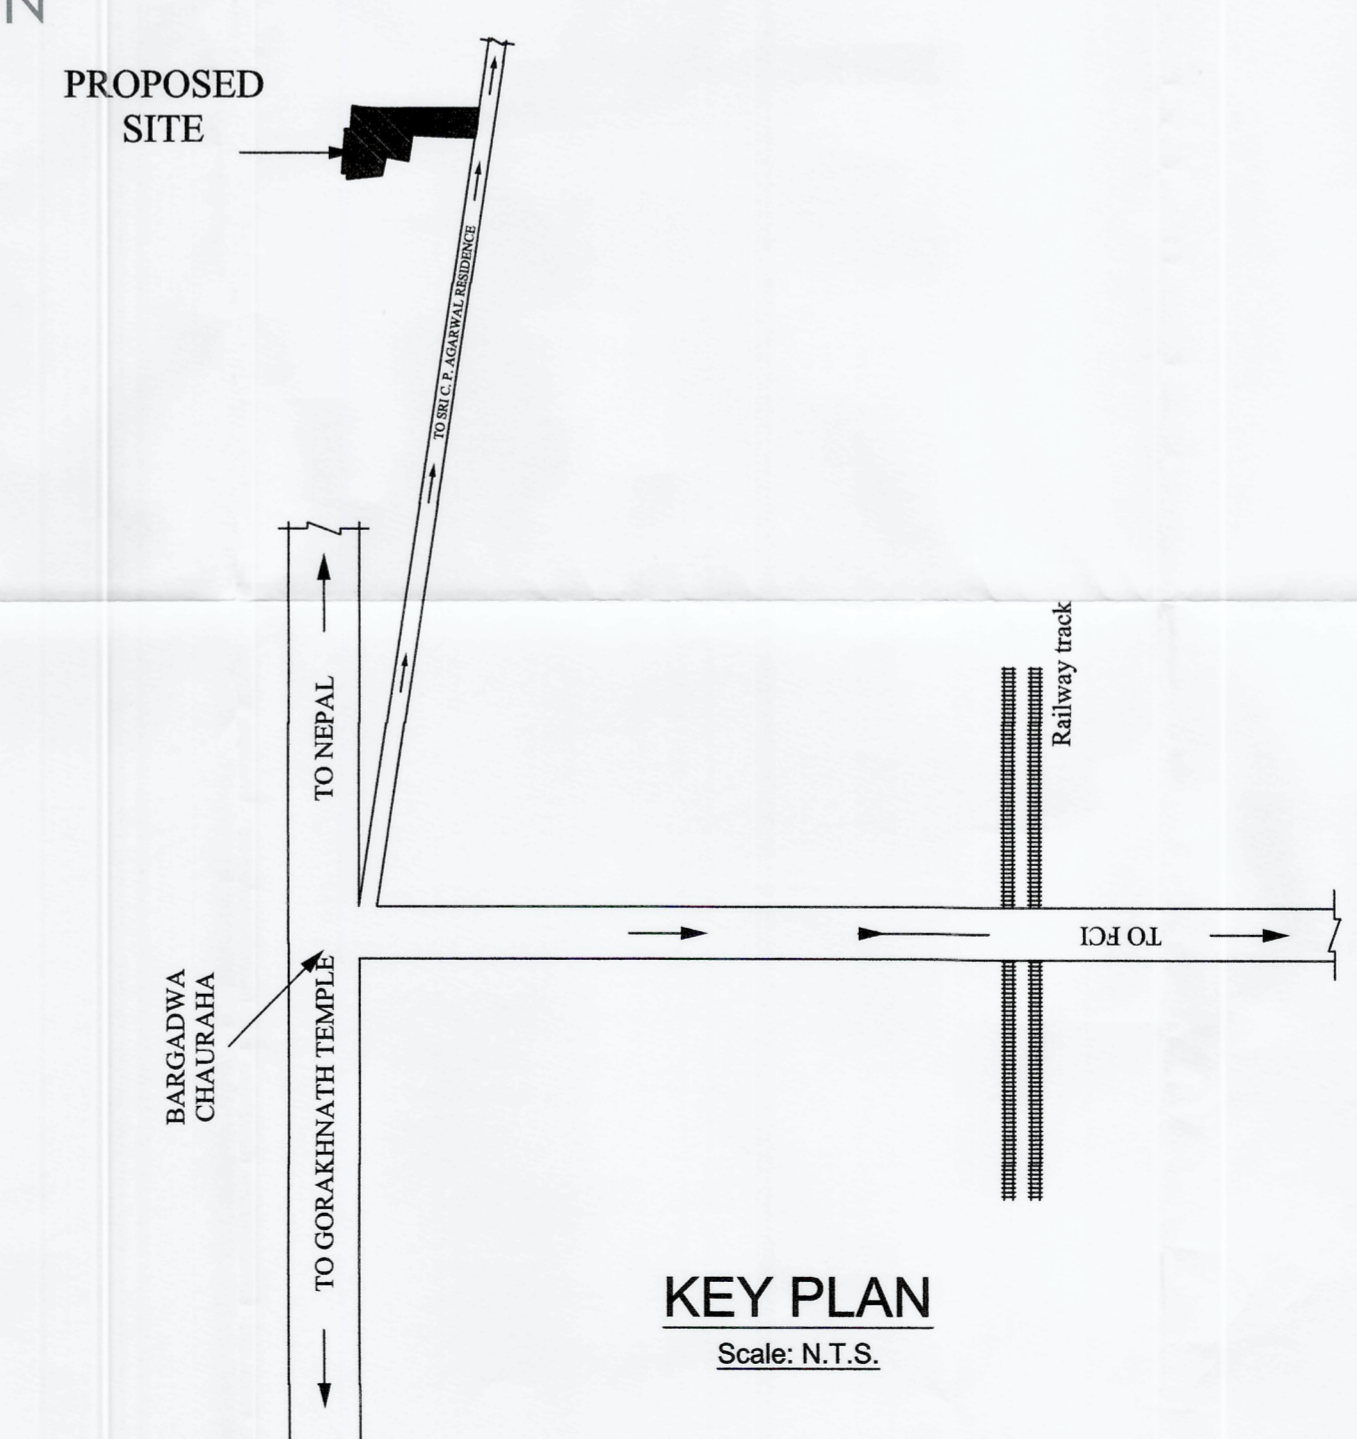 N
PROPOSED
SITE
TO SRI C. P. AGARWAL RESIDENCE
Railway track
TO NEPAL
TO FCI
BARGADWA
CHAURAHA
TO GORAKHNATH TEMPLE
KEY PLAN
Scale: N.T.S.